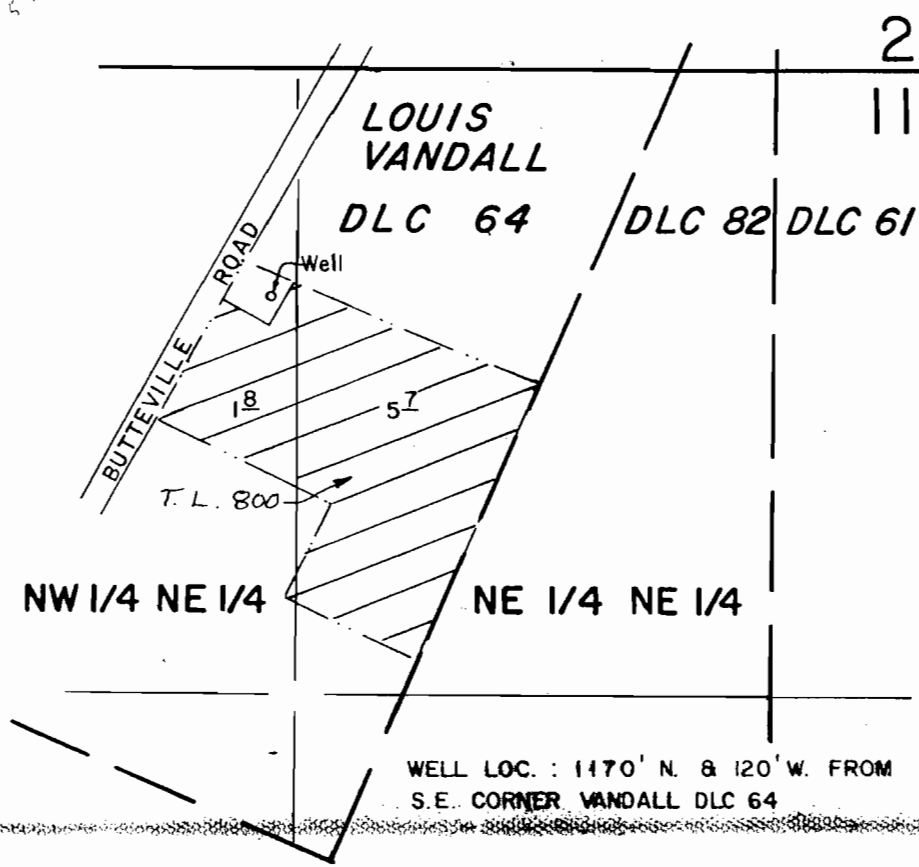 2
11
LOUIS
VANDALL
DLC 64
DLC 82
DLC 61
BUTTEVILLE ROAD
Well
1 8
5 7
T. L. 800
NW 1/4 NE 1/4
NE 1/4 NE 1/4
WELL LOC. : 1170' N. & 120' W. FROM
S.E. CORNER VANDALL DLC 64